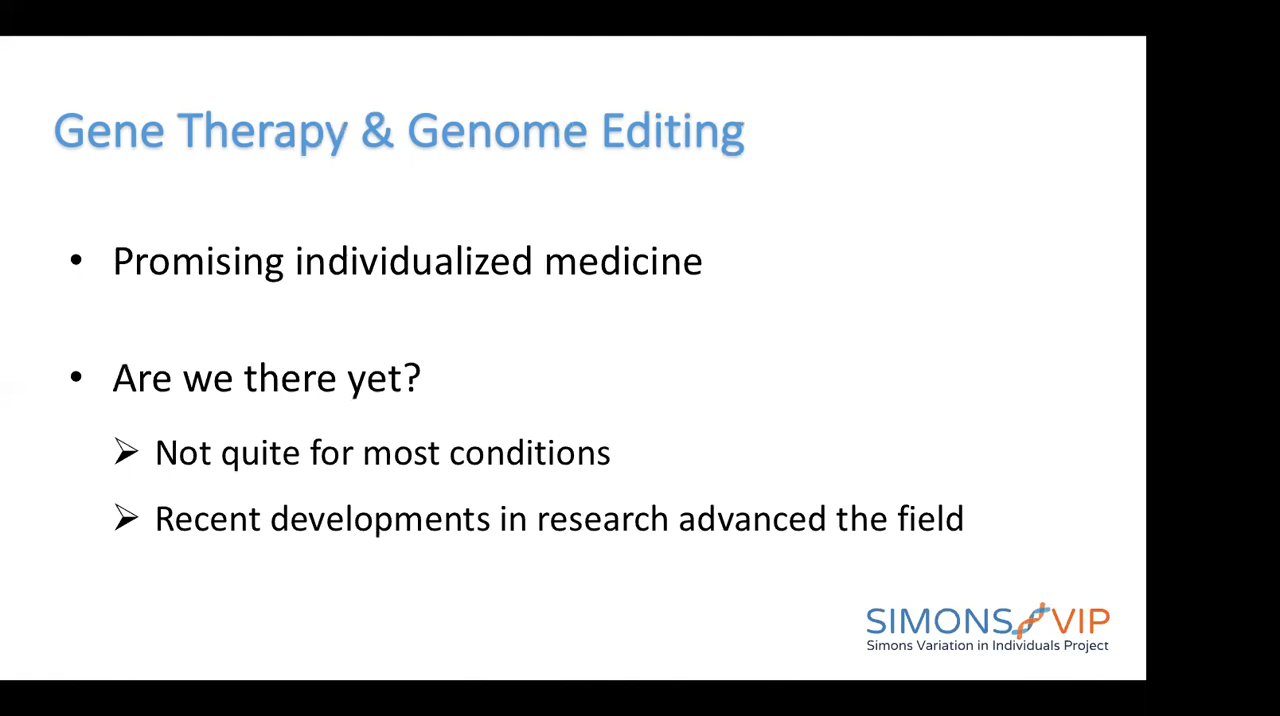 Gene Therapy & Genome Editing
• Promising individualized medicine
• Are we there yet?
➢ Not quite for most conditions
➢ Recent developments in research advanced the field
SIMONS VIP
Simons Variation in Individuals Project